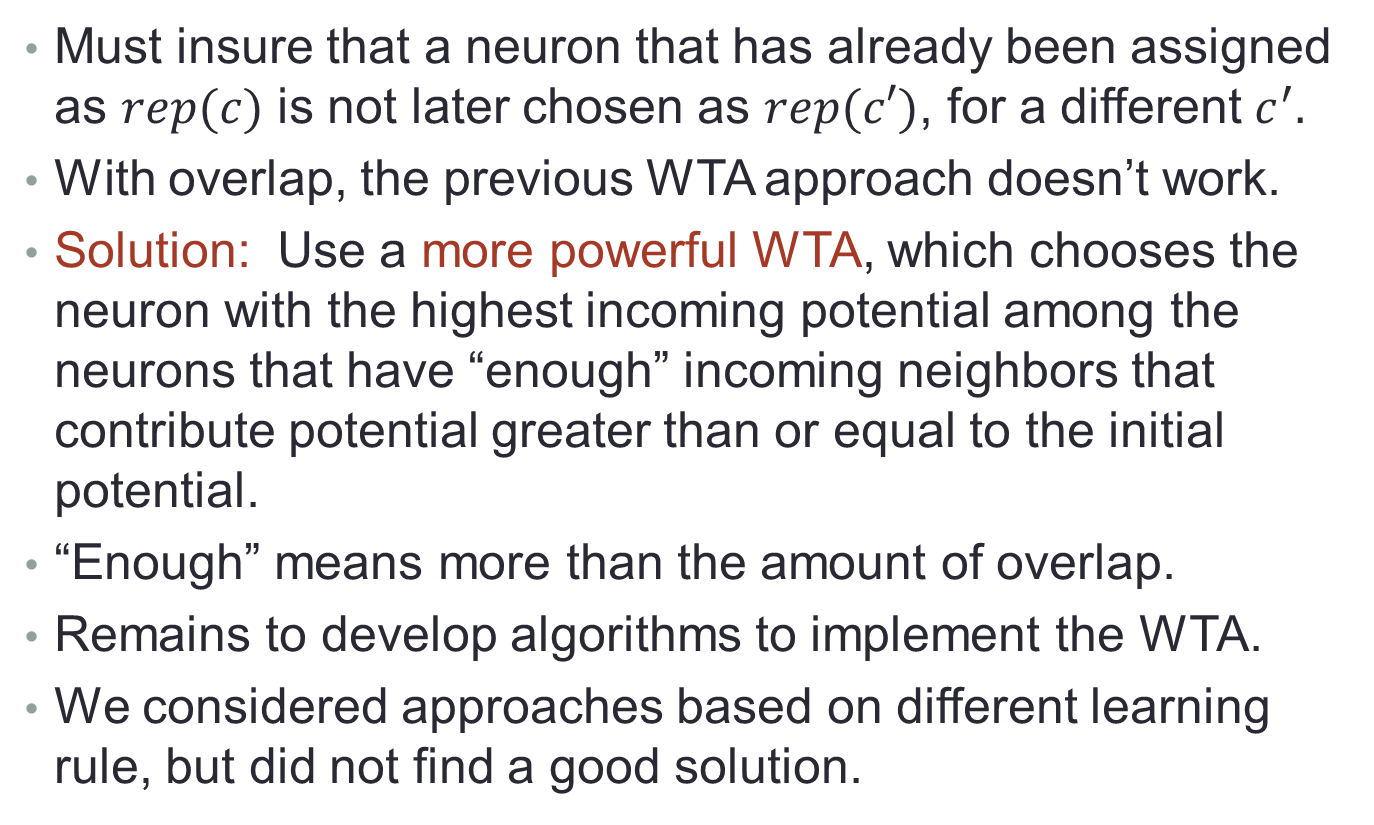 • Must insure that a neuron that has already been assigned
as rep(c) is not later chosen as rep(c′), for a different c′.
• With overlap, the previous WTA approach doesn’t work.
• Solution: Use a more powerful WTA, which chooses the
neuron with the highest incoming potential among the
neurons that have “enough” incoming neighbors that
contribute potential greater than or equal to the initial
potential.
• “Enough” means more than the amount of overlap.
• Remains to develop algorithms to implement the WTA.
• We considered approaches based on different learning
rule, but did not find a good solution.